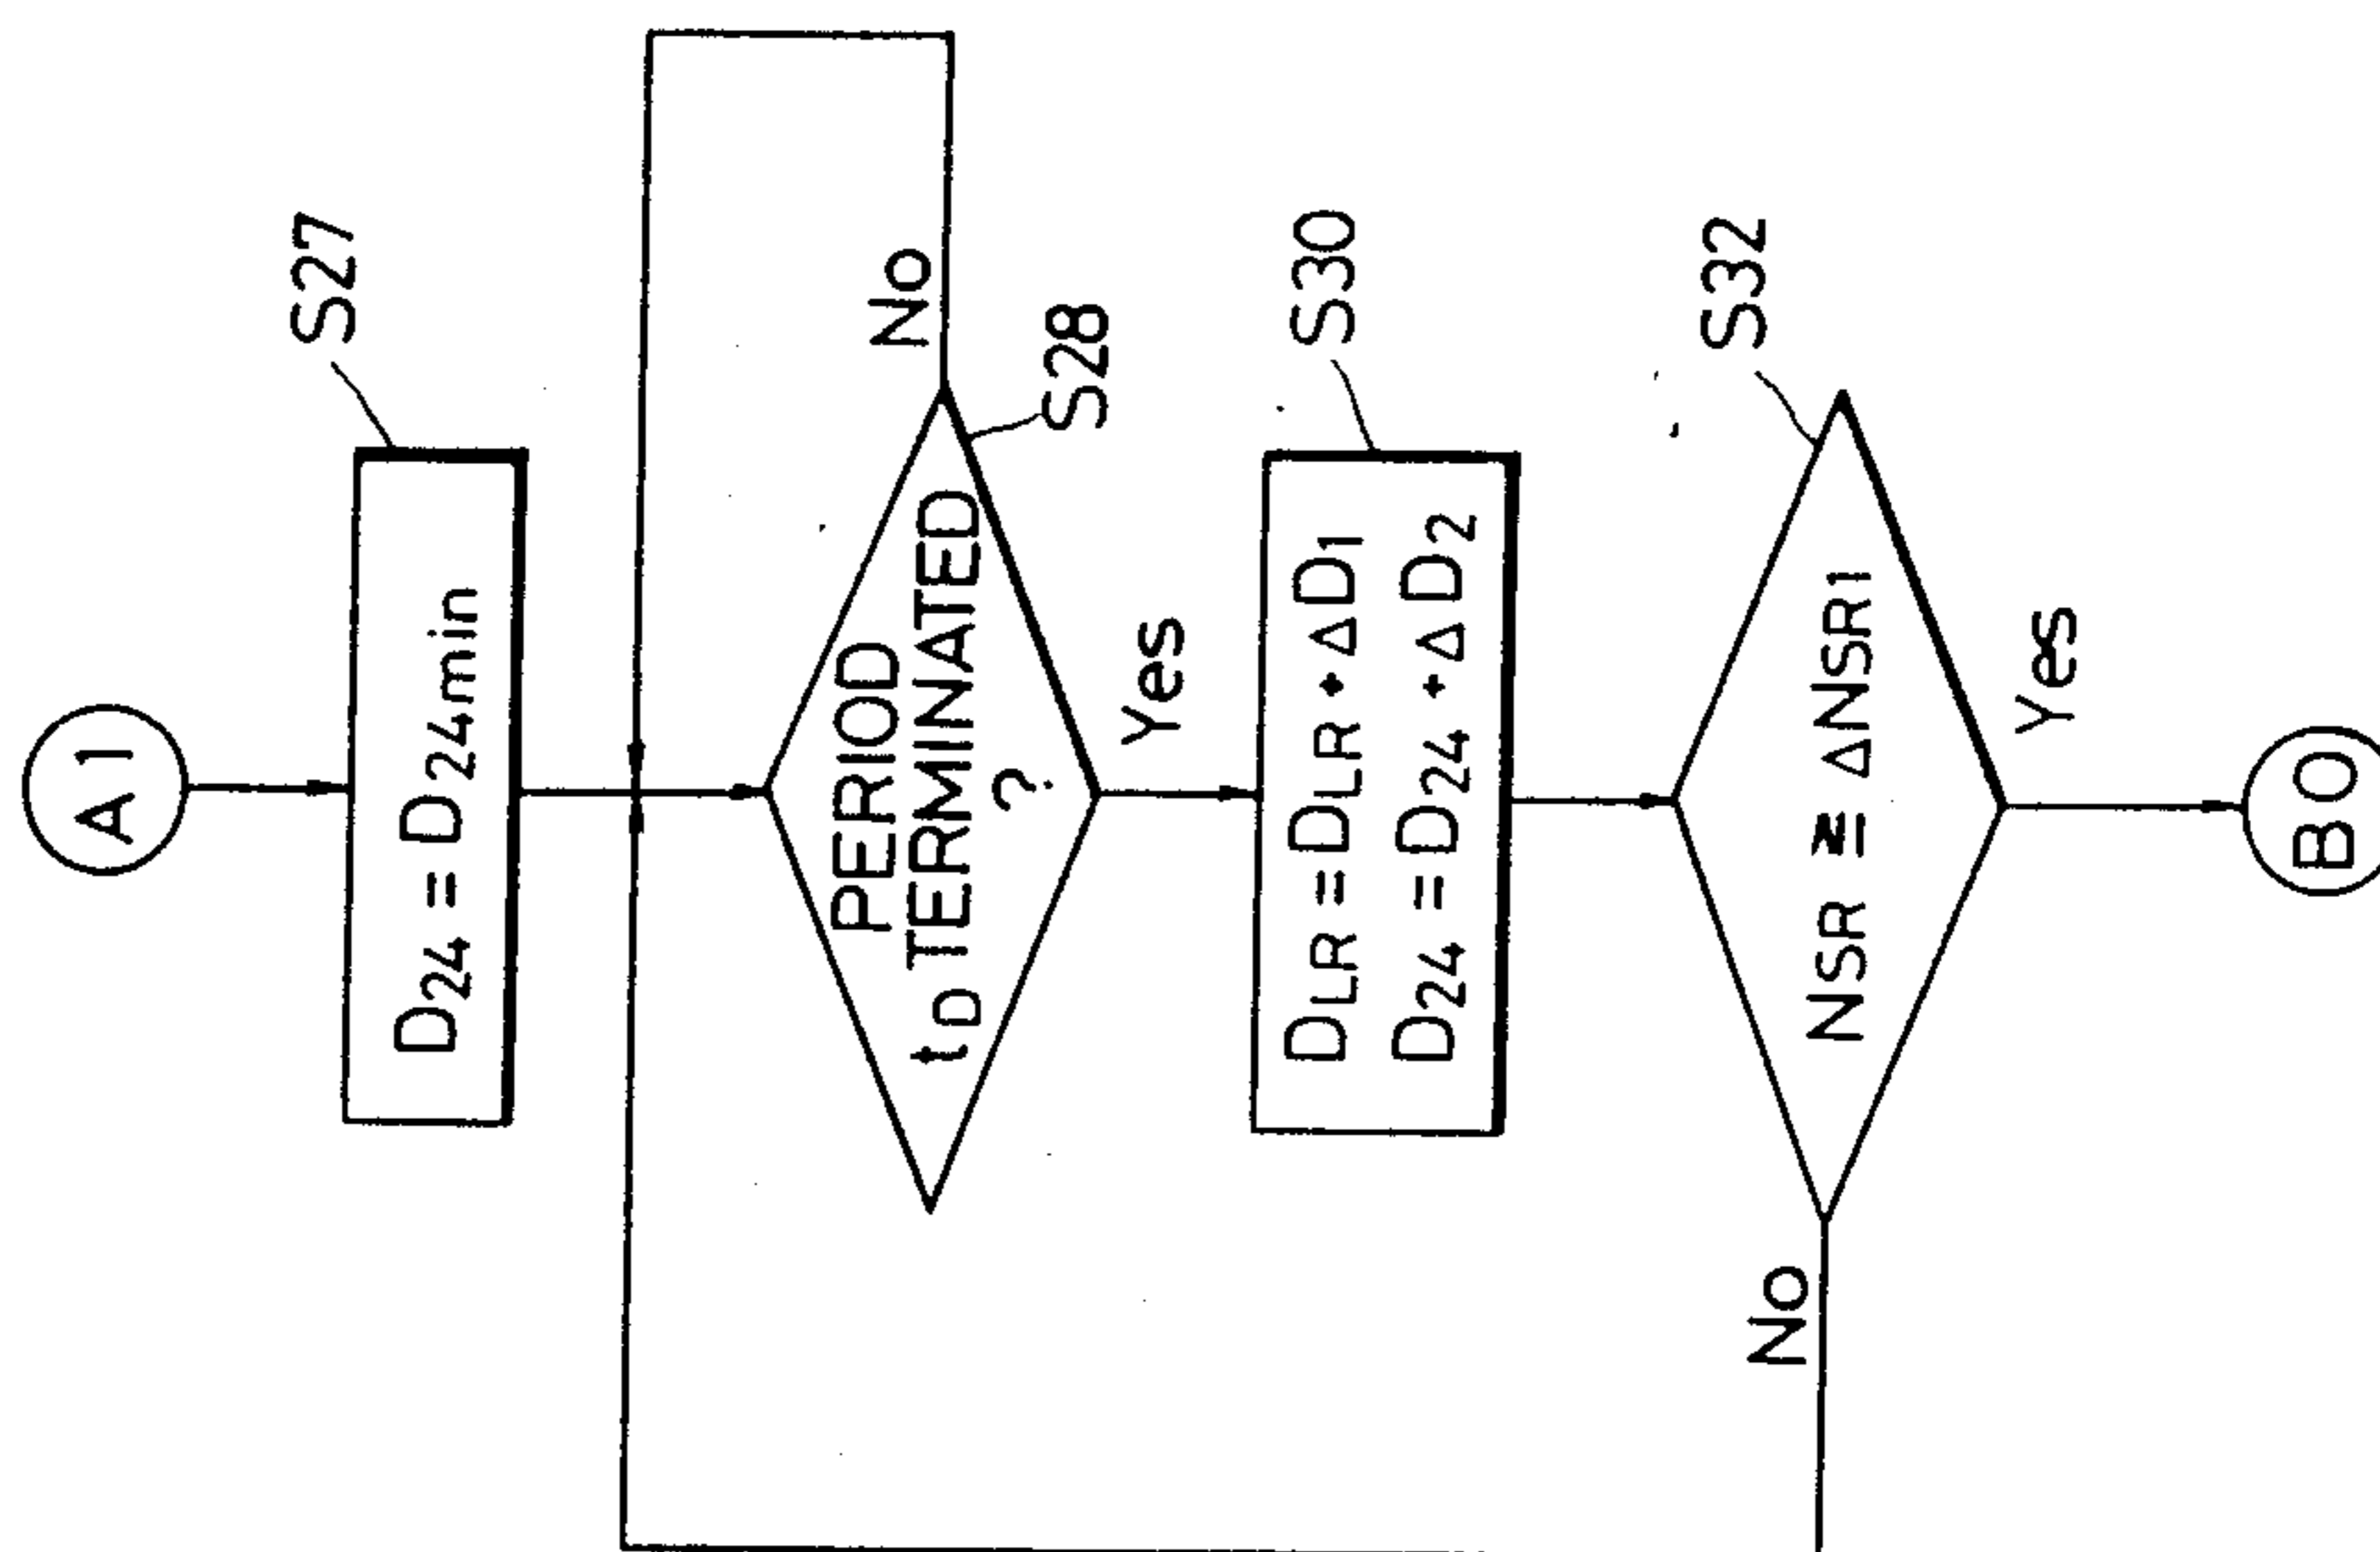 A1
S27
D24 = D24min
No
S28
PERIOD
tD TERMINATED
?
Yes
S30
DLR = DLR + ΔD1
D24 = D24 + ΔD2
S32
NSR ≧ ΔNSR1
No
Yes
B0